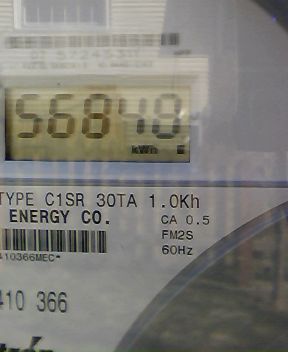 56848
kWh E
TYPE C1SR 30TA 1.0Kh
ENERGY CO. CA 0.5
FM2S
60Hz
410366MEC*
410 366